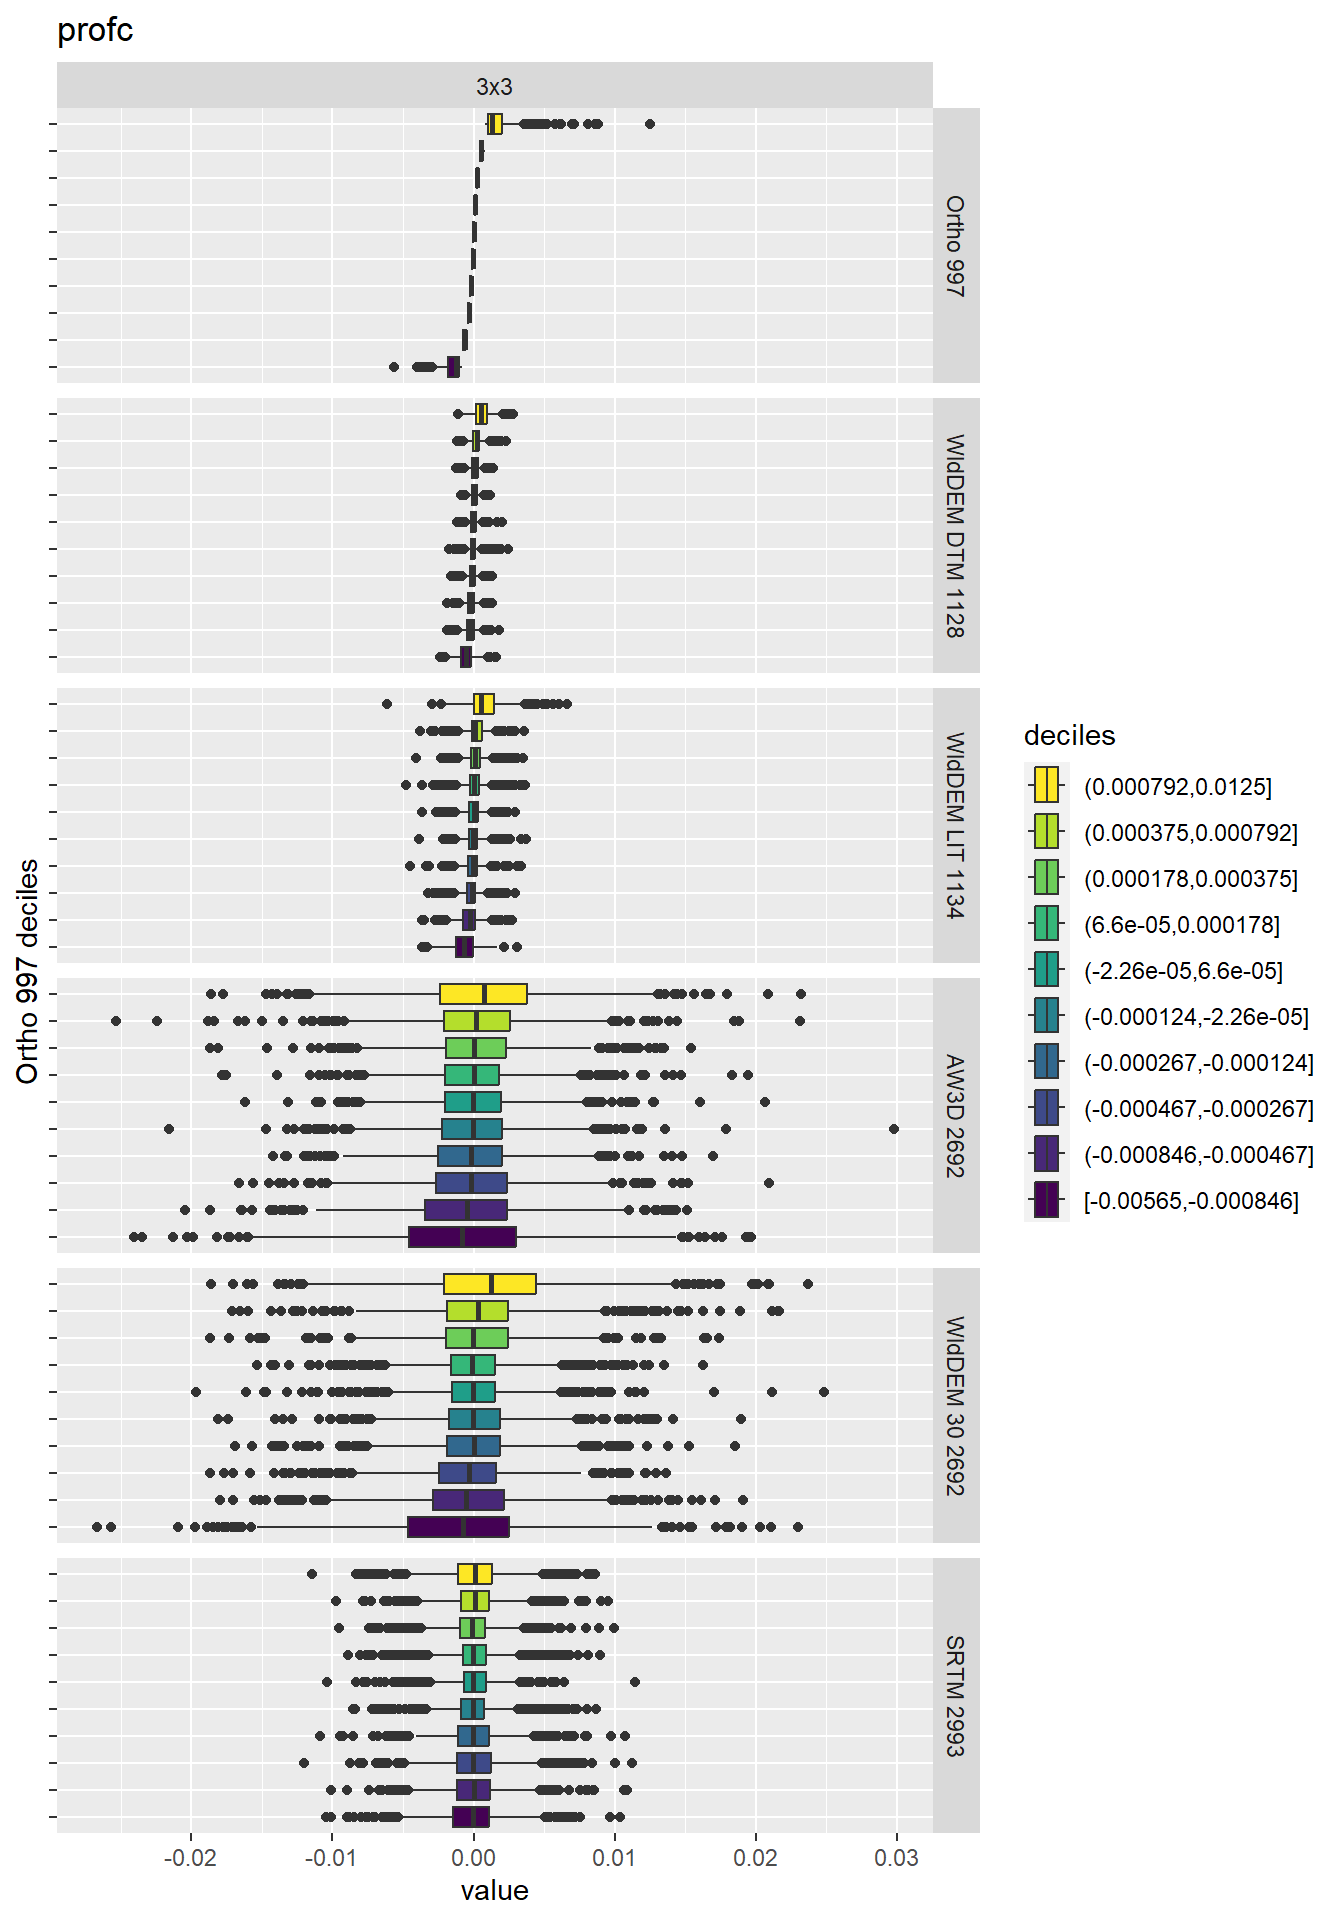 profc
3x3
Ortho 997
WldDEM DTM 1128
WldDEM LIT 1134
AW3D 2692
WldDEM 30 2692
SRTM 2993
Ortho 997 deciles
-0.02 -0.01 0.00 0.01 0.02 0.03
value
deciles
(0.000792,0.0125]
(0.000375,0.000792]
(0.000178,0.000375]
(6.6e-05,0.000178]
(-2.26e-05,6.6e-05]
(-0.000124,-2.26e-05]
(-0.000267,-0.000124]
(-0.000467,-0.000267]
(-0.000846,-0.000467]
[-0.00565,-0.000846]